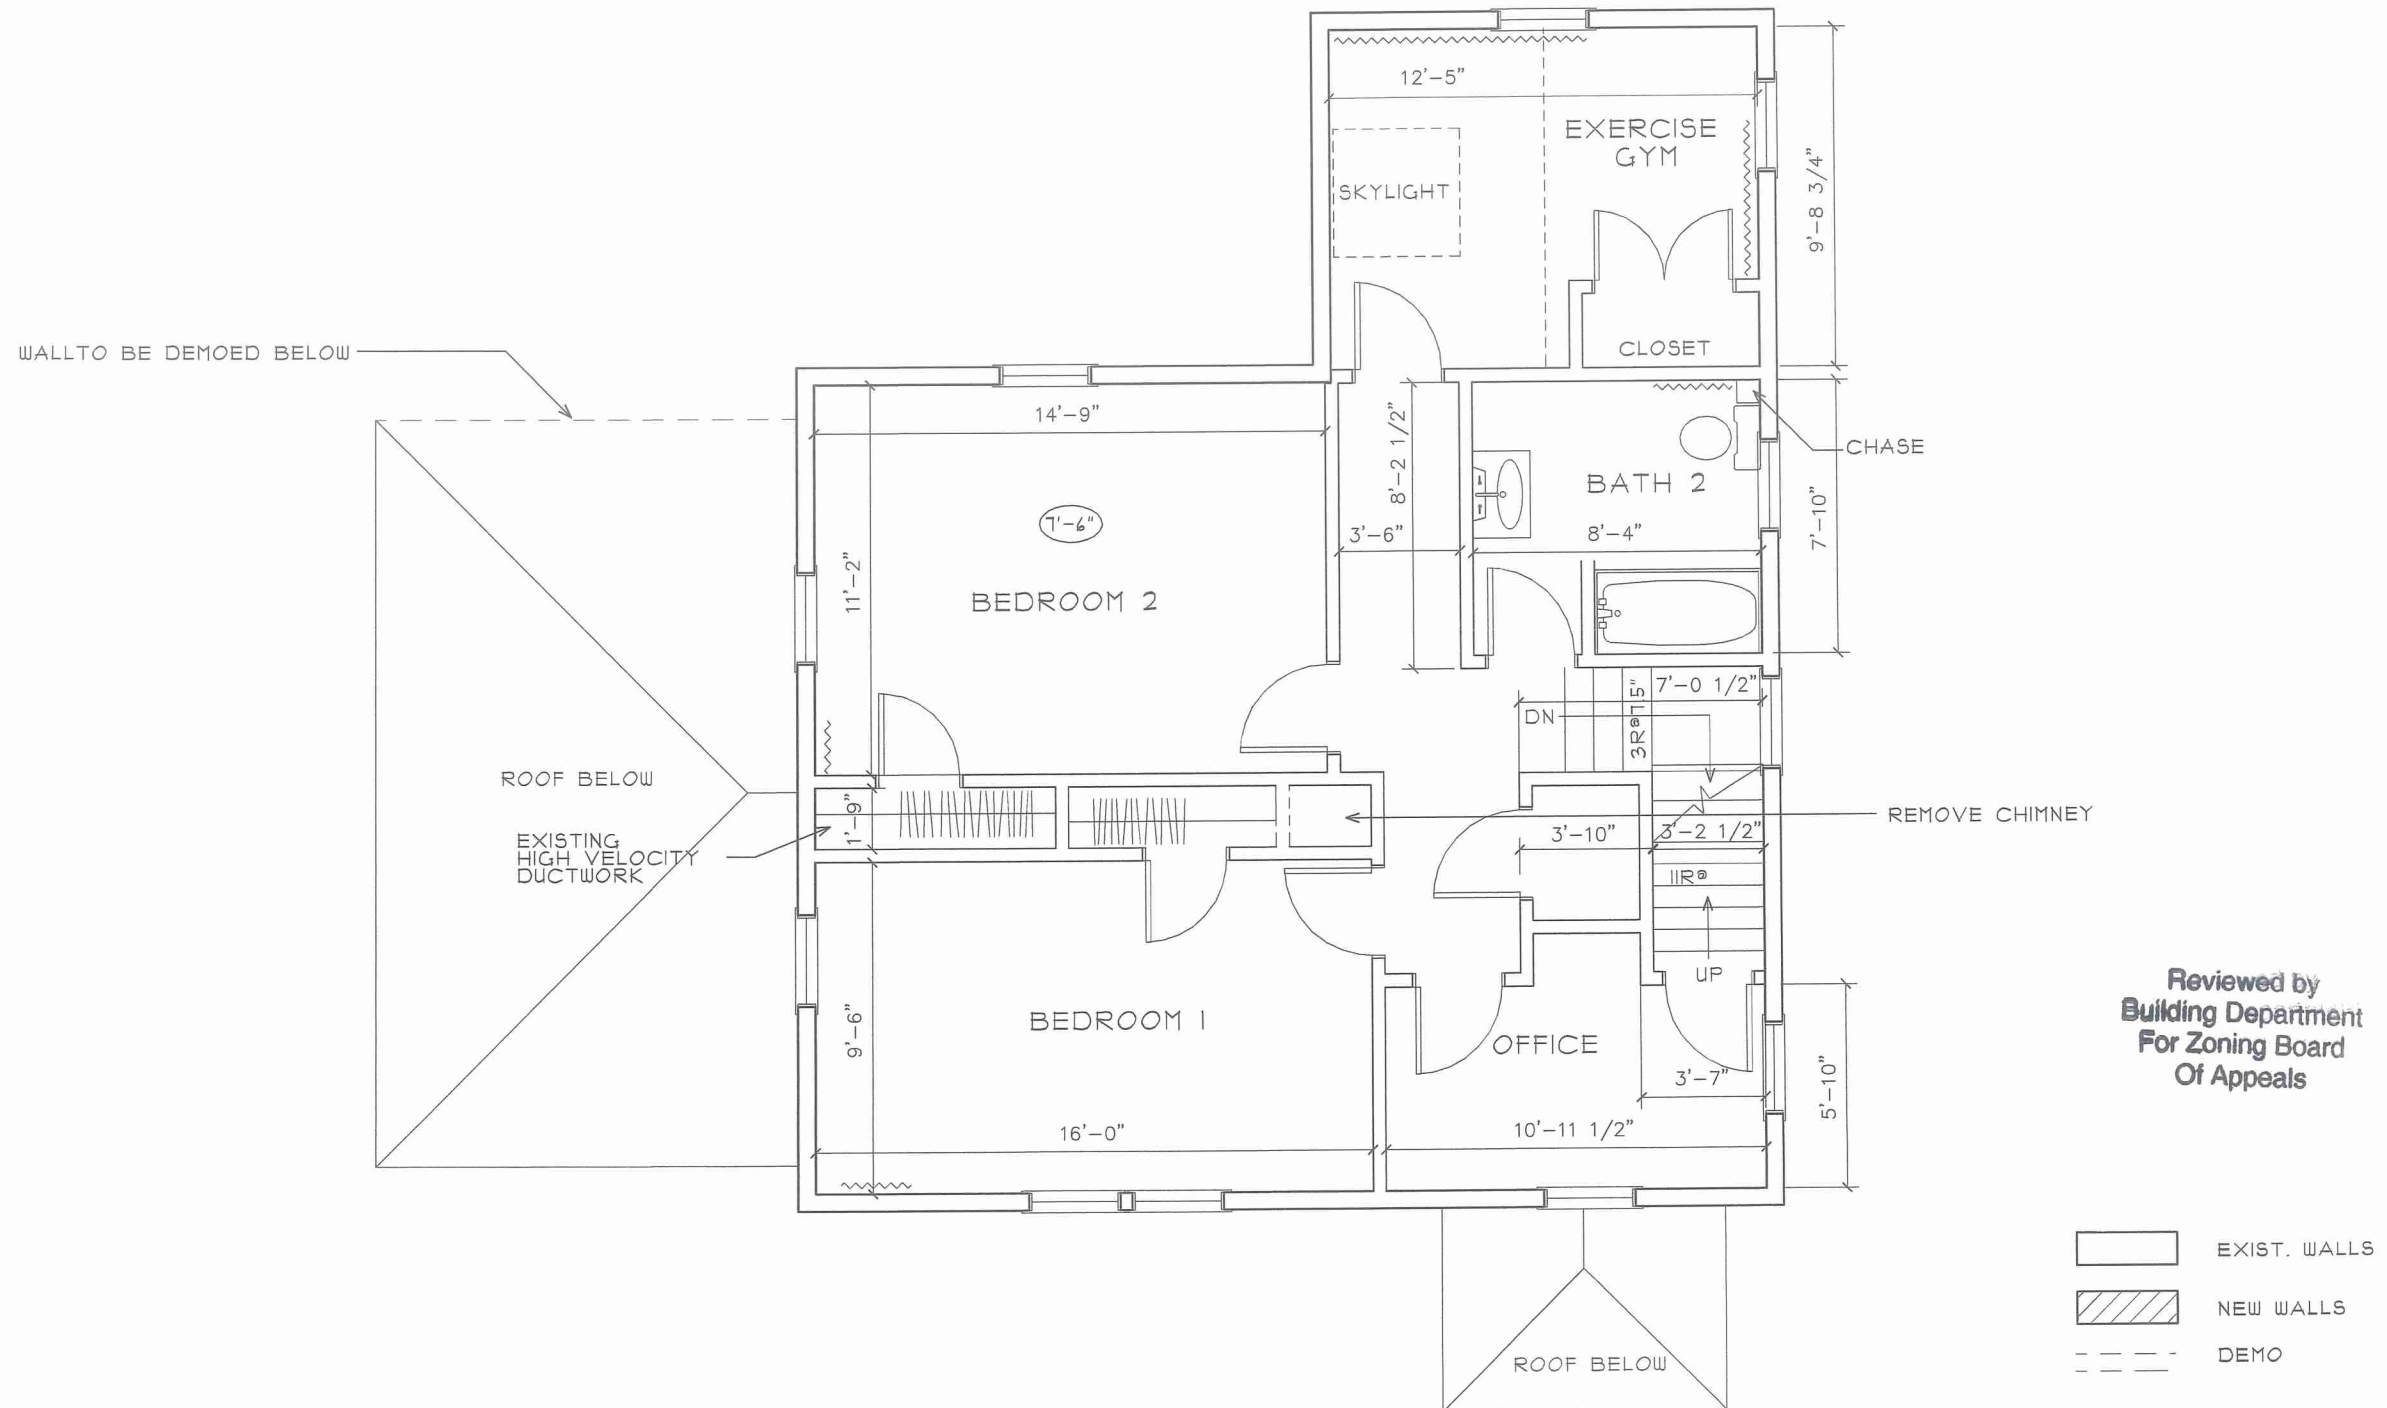 12'-5"
EXERCISE
GYM
SKYLIGHT
9'-8 3/4"
CLOSET
WALLTO BE DEMOED BELOW
14'-9"
8'-2 1/2"
CHASE
BATH 2
7'-10"
7'-6"
3'-6"
8'-4"
11'-2"
BEDROOM 2
7'-0 1/2"
3R@7.5"
DN
ROOF BELOW
1'-9"
EXISTING
HIGH VELOCITY
DUCTWORK
REMOVE CHIMNEY
3'-10"
3'-2 1/2"
11R@
UP
BEDROOM 1
9'-6"
OFFICE
3'-7"
5'-10"
16'-0"
10'-11 1/2"
Reviewed by
Building Department
For Zoning Board
Of Appeals
EXIST. WALLS
NEW WALLS
DEMO
ROOF BELOW